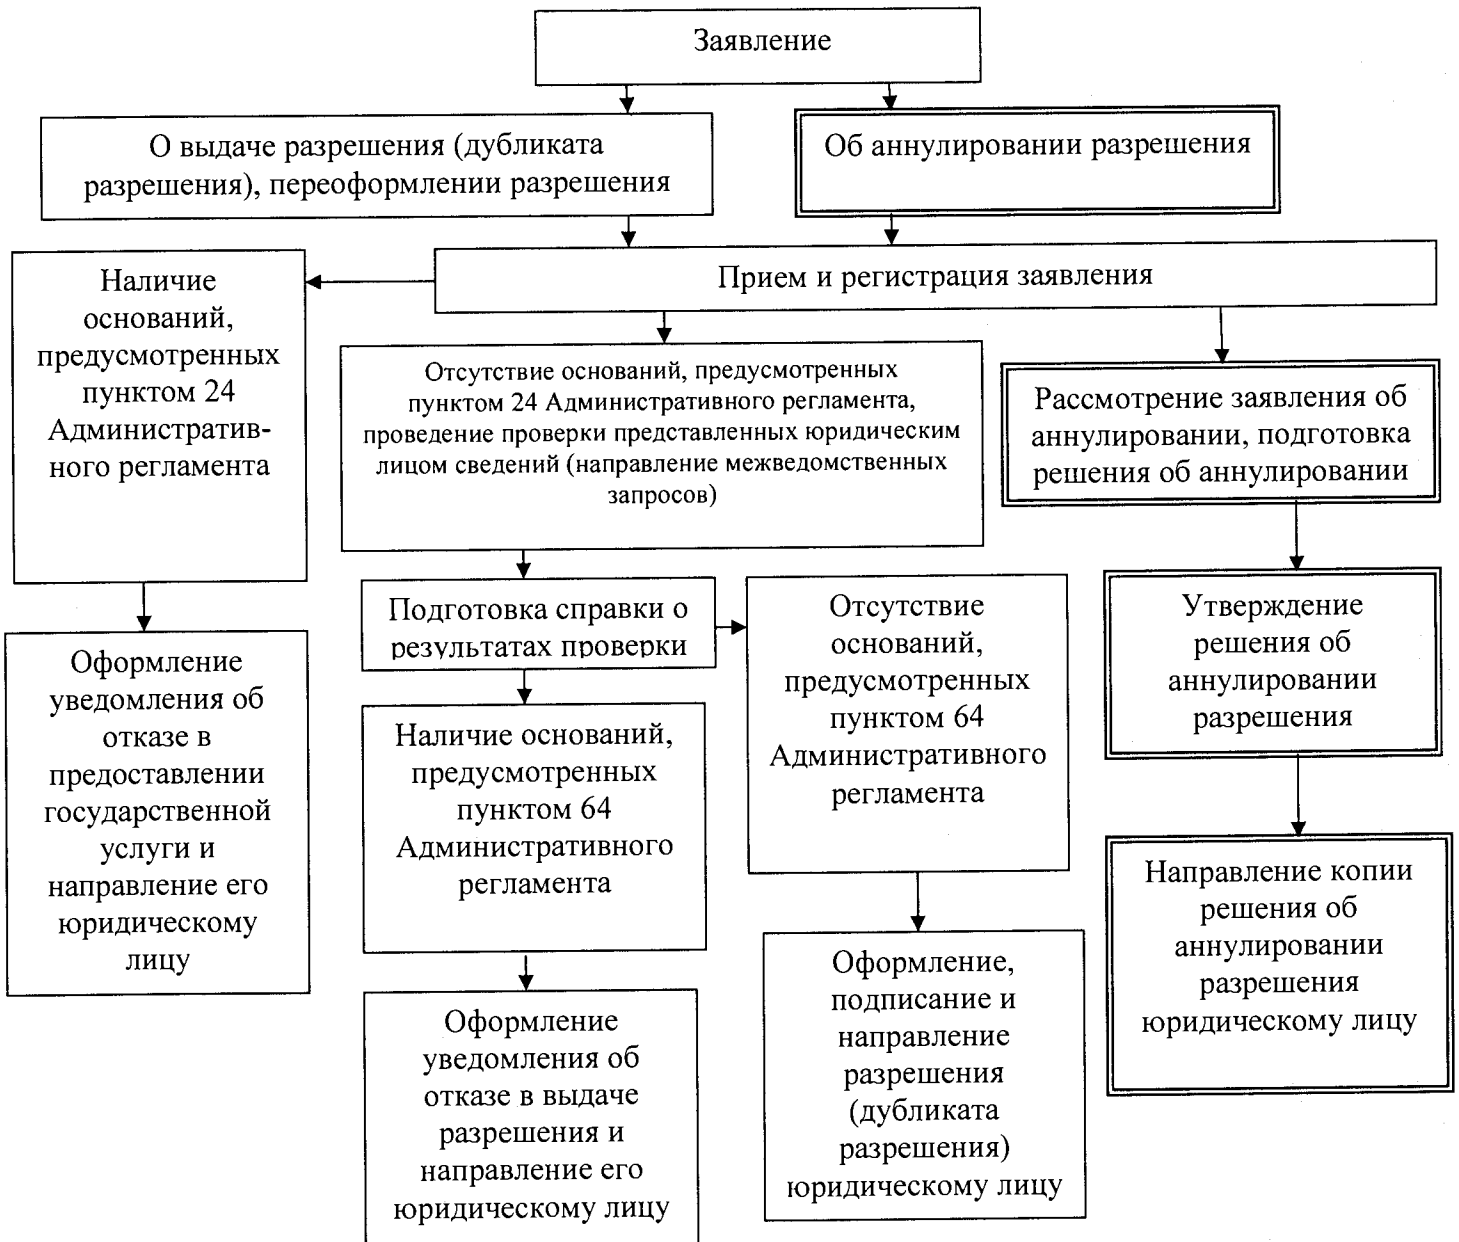 Заявление
О выдаче разрешения (дубликата
разрешения), переоформлении разрешения
Об аннулировании разрешения
Прием и регистрация заявления
Наличие
оснований,
предусмотренных
пунктом 24
Административ-
ного регламента
Отсутствие оснований, предусмотренных
пунктом 24 Административного регламента,
проведение проверки представленных юридическим
лицом сведений (направление межведомственных
запросов)
Рассмотрение заявления об
аннулировании, подготовка
решения об аннулировании
Подготовка справки о
результатах проверки
Отсутствие
оснований,
предусмотренных
пунктом 64
Административного
регламента
Утверждение
решения об
аннулировании
разрешения
Оформление
уведомления об
отказе в
предоставлении
государственной
услуги и
направление его
юридическому
лицу
Наличие оснований,
предусмотренных
пунктом 64
Административного
регламента
Направление копии
решения об
аннулировании
разрешения
юридическому лицу
Оформление
уведомления об
отказе в выдаче
разрешения и
направление его
юридическому лицу
Оформление,
подписание и
направление
разрешения
(дубликата
разрешения)
юридическому лицу